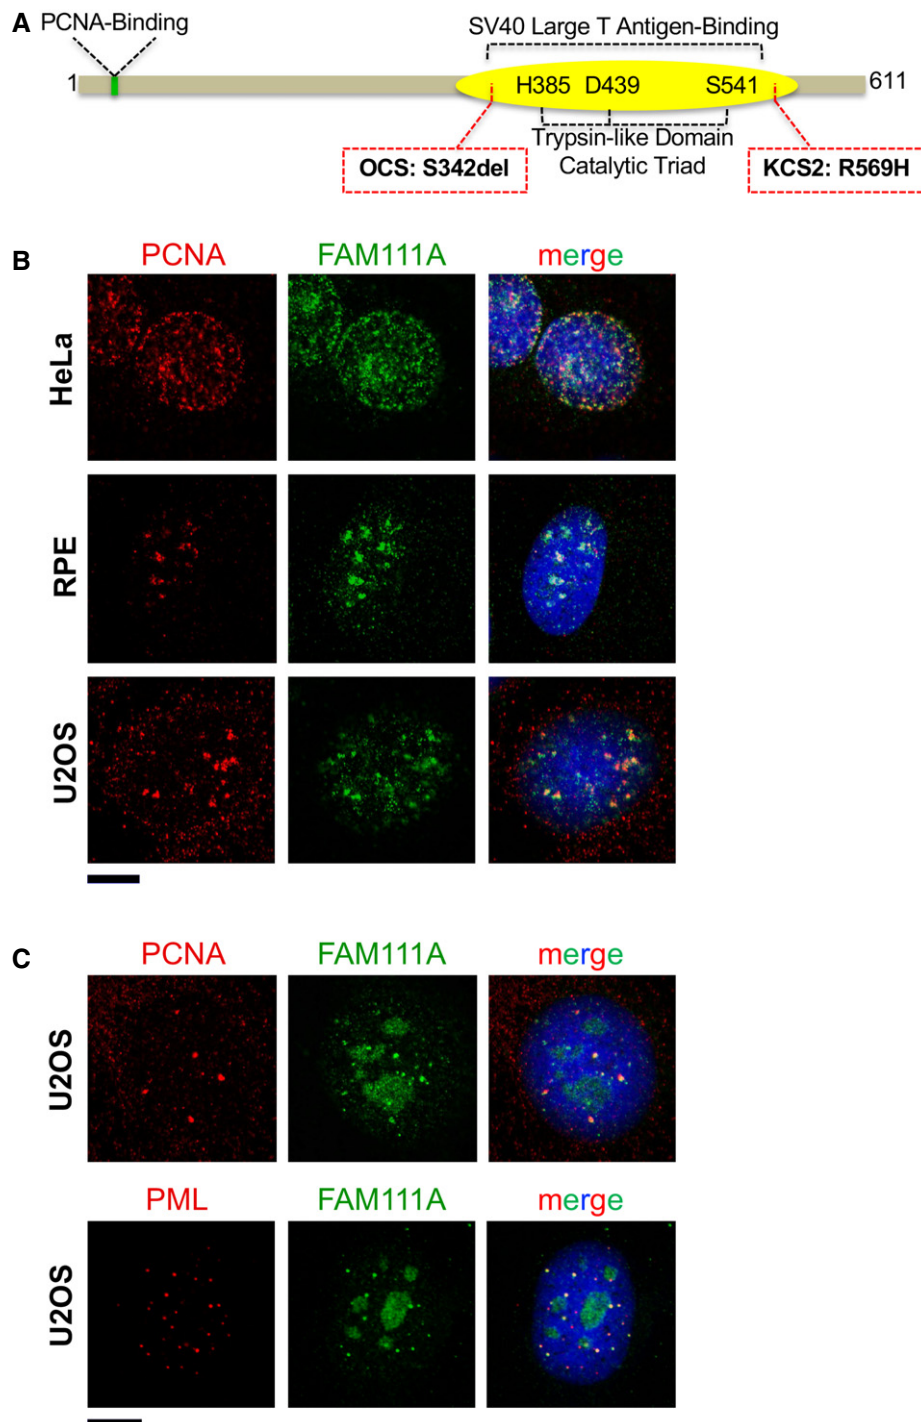 A
PCNA-Binding
SV40 Large T Antigen-Binding
1
H385 D439 S541
611
Trypsin-like Domain
Catalytic Triad
OCS: S342del
KCS2: R569H
B
PCNA FAM111A merge
HeLa
RPE
U2OS
C
PCNA FAM111A merge
U2OS
PML FAM111A merge
U2OS